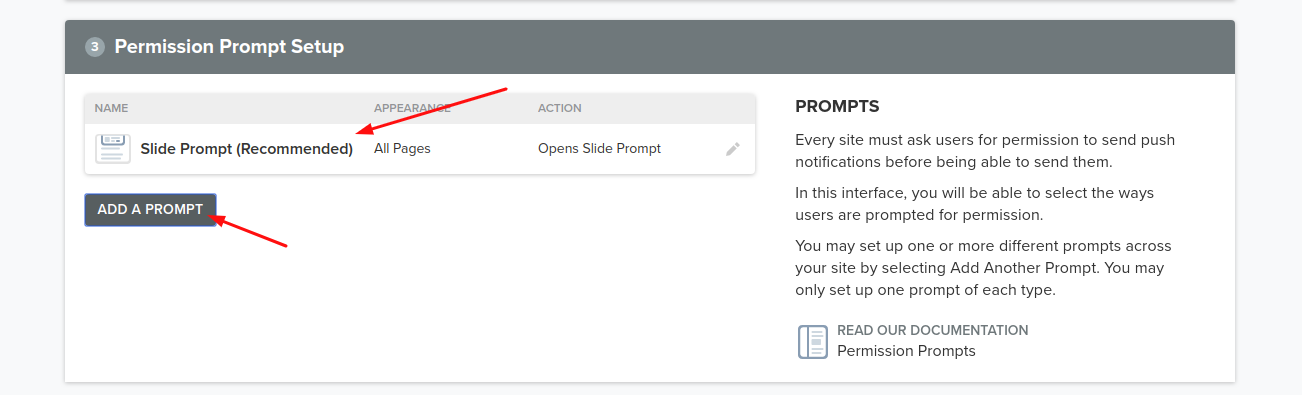 3 Permission Prompt Setup
NAME APPEARANCE ACTION
Slide Prompt (Recommended) All Pages Opens Slide Prompt
ADD A PROMPT
PROMPTS
Every site must ask users for permission to send push
notifications before being able to send them.
In this interface, you will be able to select the ways
users are prompted for permission.
You may set up one or more different prompts across
your site by selecting Add Another Prompt. You may
only set up one prompt of each type.
READ OUR DOCUMENTATION
Permission Prompts